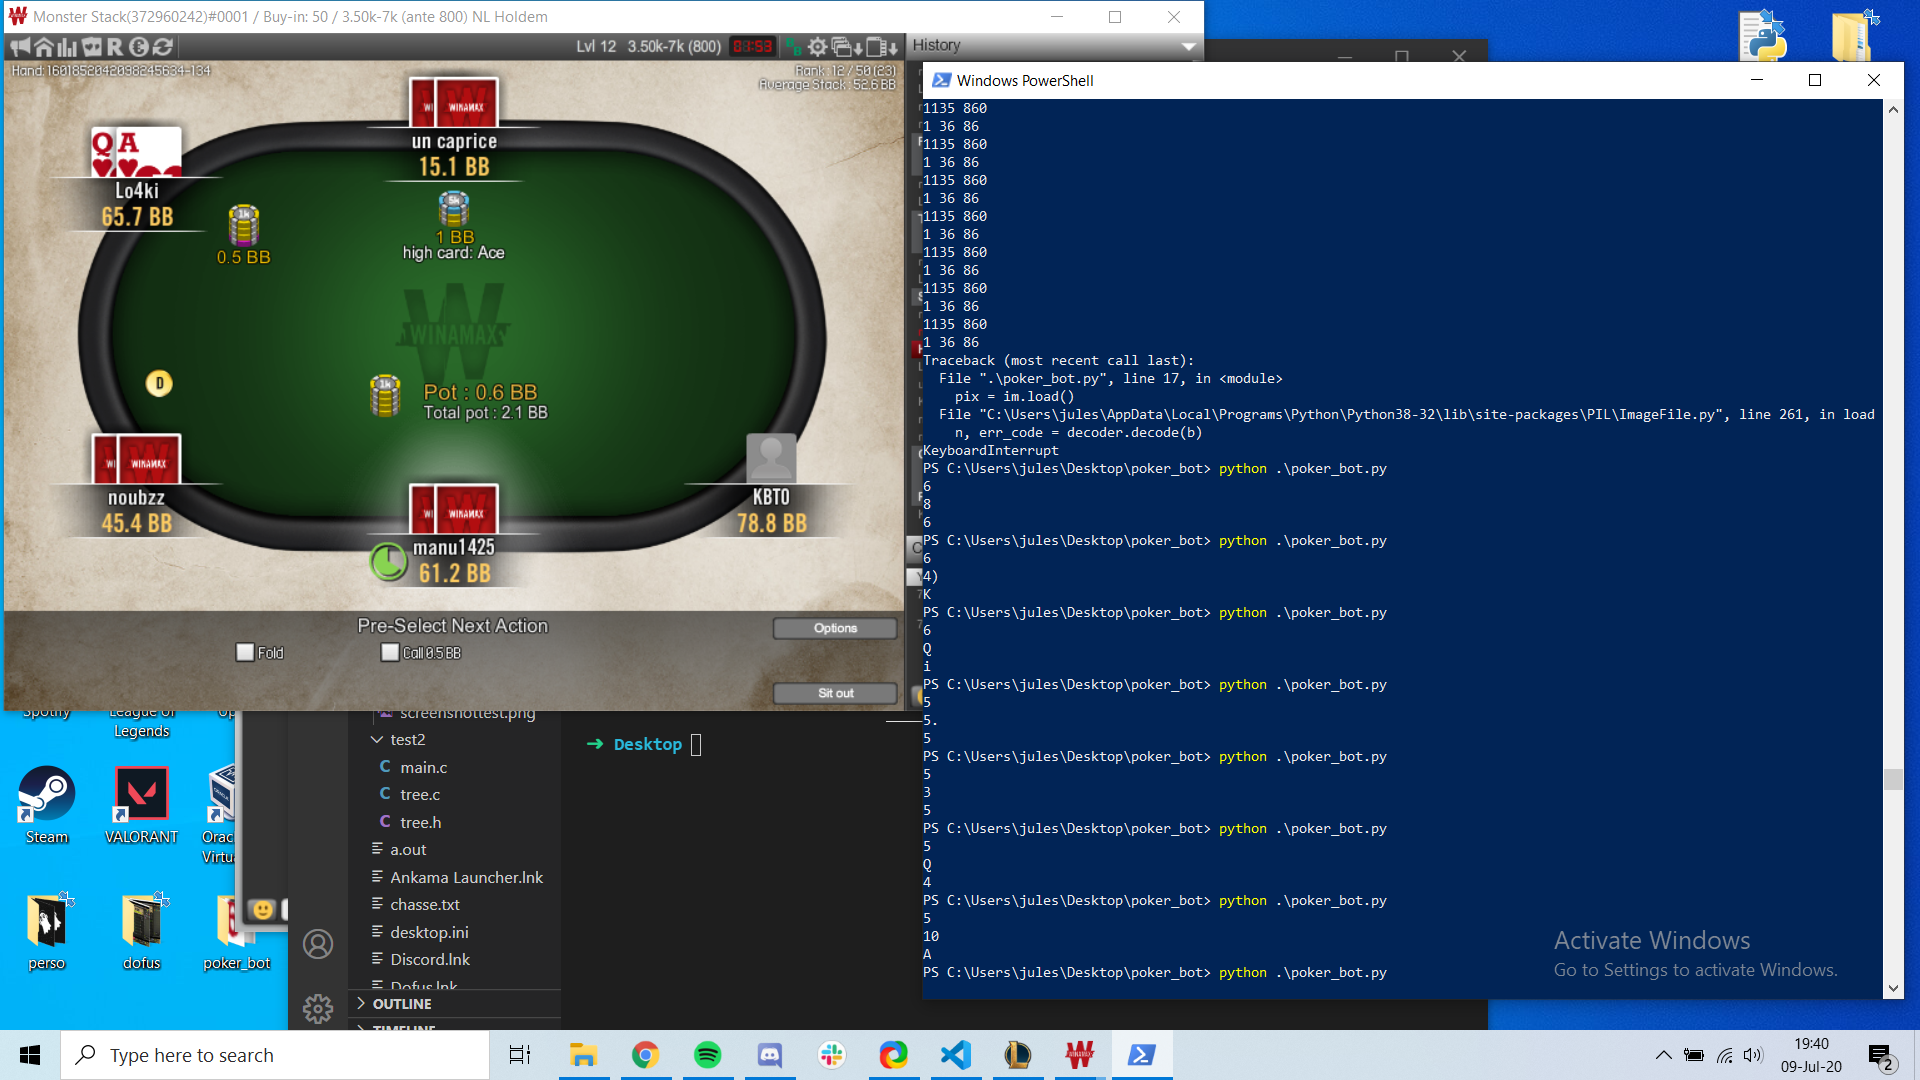 Monster Stack(372960242)#0001 / Buy-in: 50 / 3.50k-7k (ante 800) NL Holdem
Lvl 12 3.50k-7k (800) 03:53
History
Hand:1601852042098245634-134
Rank: 12 / 50 (23)
Average Stack: 52.6 BB
WINAMAX
un caprice
15.1 BB
Q A
Lo4ki
65.7 BB
0.5 BB
5k
1 BB
high card: Ace
WINAMAX
D
1k
Pot : 0.6 BB
Total pot : 2.1 BB
WINAMAX
noubzz
45.4 BB
WINAMAX
manu1425
61.2 BB
KBTO
78.8 BB
Pre-Select Next Action
Options
Fold
Call 0.5 BB
Sit out
Windows PowerShell
1135 860
1 36 86
1135 860
1 36 86
1135 860
1 36 86
1135 860
1 36 86
1135 860
1 36 86
1135 860
1 36 86
1135 860
1 36 86
Traceback (most recent call last):
File ".\poker_bot.py", line 17, in <module>
pix = im.load()
File "C:\Users\jules\AppData\Local\Programs\Python\Python38-32\lib\site-packages\PIL\ImageFile.py", line 261, in load
n, err_code = decoder.decode(b)
KeyboardInterrupt
PS C:\Users\jules\Desktop\poker_bot> python .\poker_bot.py
6
8
6
PS C:\Users\jules\Desktop\poker_bot> python .\poker_bot.py
6
4)
K
PS C:\Users\jules\Desktop\poker_bot> python .\poker_bot.py
6
Q
i
PS C:\Users\jules\Desktop\poker_bot> python .\poker_bot.py
5
5.
5
PS C:\Users\jules\Desktop\poker_bot> python .\poker_bot.py
5
3
5
PS C:\Users\jules\Desktop\poker_bot> python .\poker_bot.py
5
Q
4
PS C:\Users\jules\Desktop\poker_bot> python .\poker_bot.py
5
10
A
PS C:\Users\jules\Desktop\poker_bot> python .\poker_bot.py
Activate Windows
Go to Settings to activate Windows.
Spotify
League of
Legends
Steam
VALORANT
Orac
Virtu
perso
dofus
poker_bot
screenshottest.png
test2
C main.c
C tree.c
C tree.h
a.out
Ankama Launcher.lnk
chasse.txt
desktop.ini
Discord.lnk
Dofus.lnk
OUTLINE
TIMELINE
→ Desktop
Type here to search
19:40
09-Jul-20
2